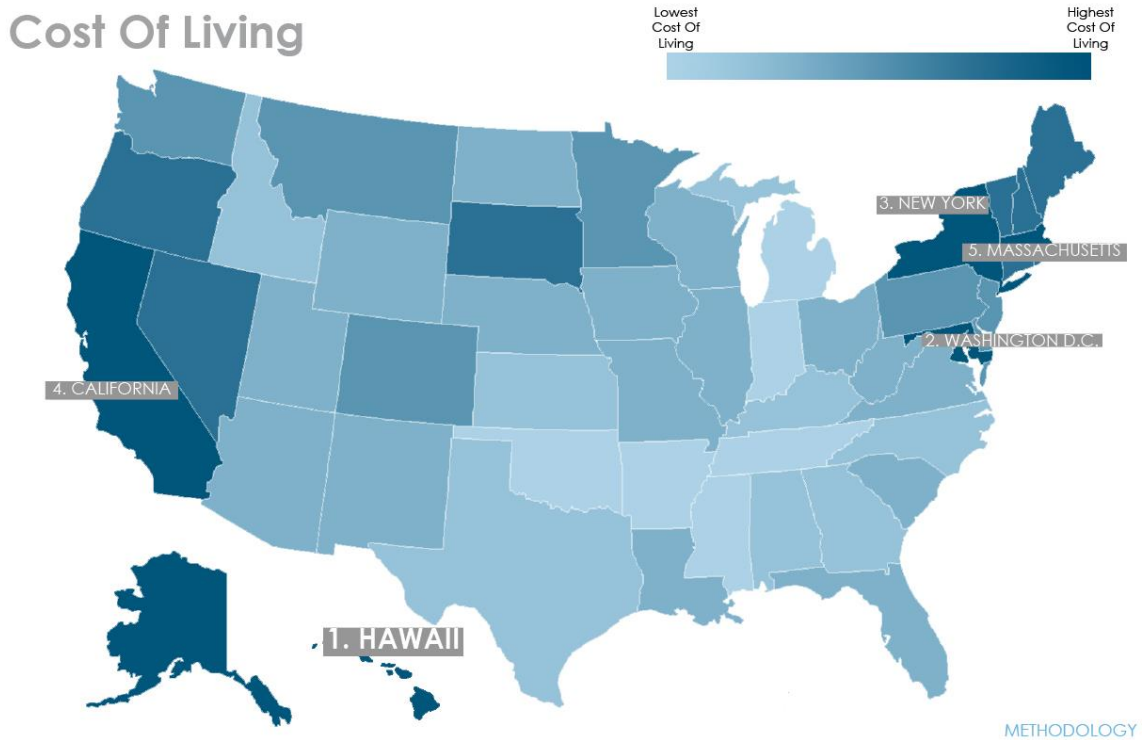 Cost Of Living
Lowest
Cost Of
Living
Highest
Cost Of
Living
3. NEW YORK
5. MASSACHUSETTS
2. WASHINGTON D.C.
4. CALIFORNIA
1. HAWAII
METHODOLOGY